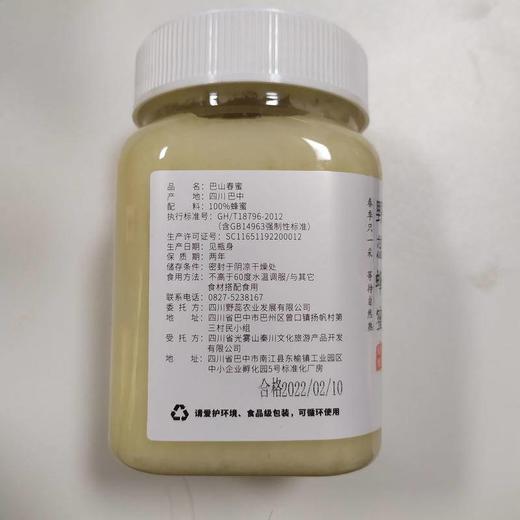 品 名：巴山春蜜
产 地：四川 巴中
配 料：100%蜂蜜
执行标准号：GH/T18796-2012
（含GB14963强制性标准）
生产许可证号：SC11651192200012
生产日期：见瓶身
保 质 期：两年
储存条件：密封于阴凉干燥处
食用方法：不高于60度水温调服/与其它
食材搭配食用
联系电话：0827-5238167
委 托 方：四川野蕊农业发展有限公司
地 址：四川省巴中市巴州区曾口镇扬帆村第
三村民小组
受 托 方：四川省光雾山秦川文化旅游产品开发
有限公司
地 址：四川省巴中市南江县东榆镇工业园区
中小企业孵化园5号标准化厂房
合格2022/02/10
请爱护环境、食品级包装，可循环使用
春季只一采 等待自然熟